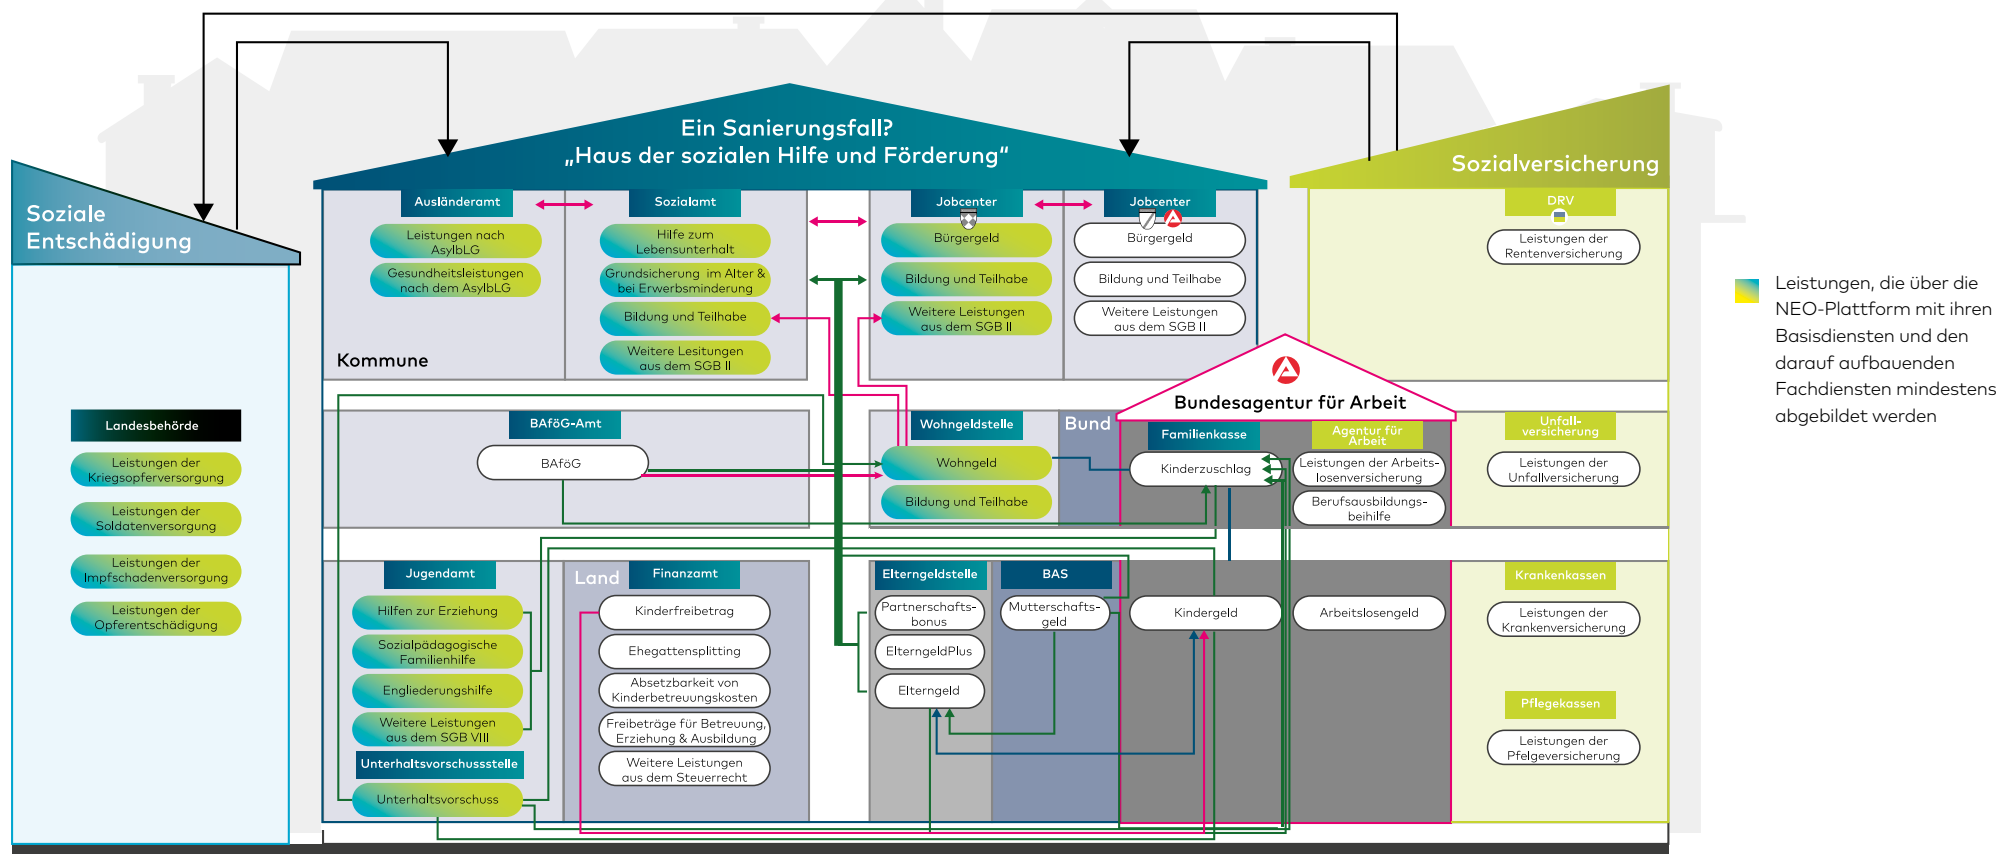 Ein Sanierungsfall?
„Haus der sozialen Hilfe und Förderung“
Soziale
Entschädigung
Landesbehörde
Leistungen der
Kriegsopferversorgung
Leistungen der
Soldatenversorgung
Leistungen der
Impfschadenversorgung
Leistungen der
Opferentschädigung
Kommune
Ausländeramt
Leistungen nach
AsylbLG
Gesundheitsleistungen
nach dem AsylbLG
Sozialamt
Hilfe zum
Lebensunterhalt
Grundsicherung im Alter &
bei Erwerbsminderung
Bildung und Teilhabe
Weitere Lesitungen
aus dem SGB II
Jobcenter
Bürgergeld
Bildung und Teilhabe
Weitere Leistungen
aus dem SGB II
Jobcenter
Bürgergeld
Bildung und Teilhabe
Weitere Leistungen
aus dem SGB II
BAföG-Amt
BAföG
Wohngeldstelle
Wohngeld
Bildung und Teilhabe
Bund
Bundesagentur für Arbeit
Familienkasse
Kinderzuschlag
Agentur für
Arbeit
Leistungen der Arbeits-
losenversicherung
Berufsausbildungs-
beihilfe
Jugendamt
Hilfen zur Erziehung
Sozialpädagogische
Familienhilfe
Engliederungshilfe
Weitere Leistungen
aus dem SGB VIII
Unterhaltsvorschussstelle
Unterhaltsvorschuss
Land
Finanzamt
Kinderfreibetrag
Ehegattensplitting
Absetzbarkeit von
Kinderbetreuungskosten
Freibeträge für Betreuung,
Erziehung & Ausbildung
Weitere Leistungen
aus dem Steuerrecht
Elterngeldstelle
Partnerschafts-
bonus
ElterngeldPlus
Elterngeld
BAS
Mutterschafts-
geld
Kindergeld
Arbeitslosengeld
Sozialversicherung
DRV
Leistungen der
Rentenversicherung
Unfall-
versicherung
Leistungen der
Unfallversicherung
Krankenkassen
Leistungen der
Krankenversicherung
Pflegekassen
Leistungen der
Pfelgeversicherung
Leistungen, die über die
NEO-Plattform mit ihren
Basisdiensten und den
darauf aufbauenden
Fachdiensten mindestens
abgebildet werden